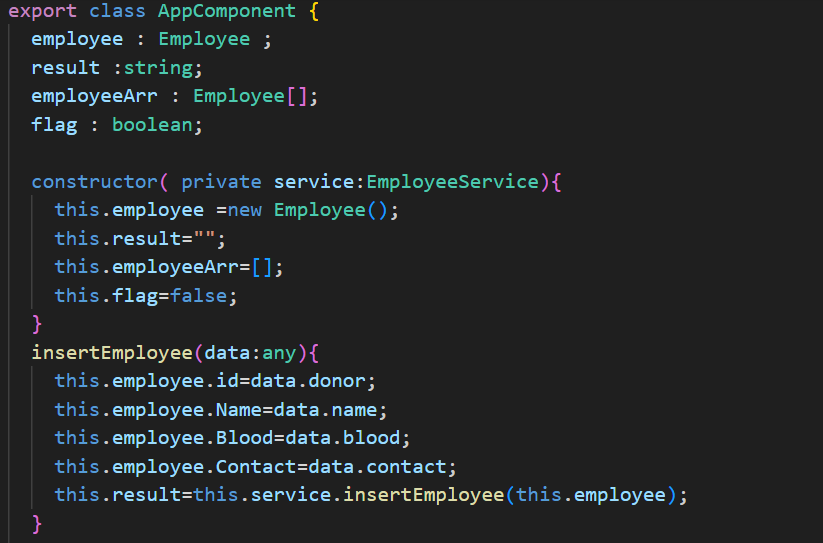 export class AppComponent {
  employee : Employee ;
  result :string;
  employeeArr : Employee[];
  flag : boolean;

  constructor( private service:EmployeeService){
    this.employee =new Employee();
    this.result="";
    this.employeeArr=[];
    this.flag=false;
  }
  insertEmployee(data:any){
    this.employee.id=data.donor;
    this.employee.Name=data.name;
    this.employee.Blood=data.blood;
    this.employee.Contact=data.contact;
    this.result=this.service.insertEmployee(this.employee);
  }